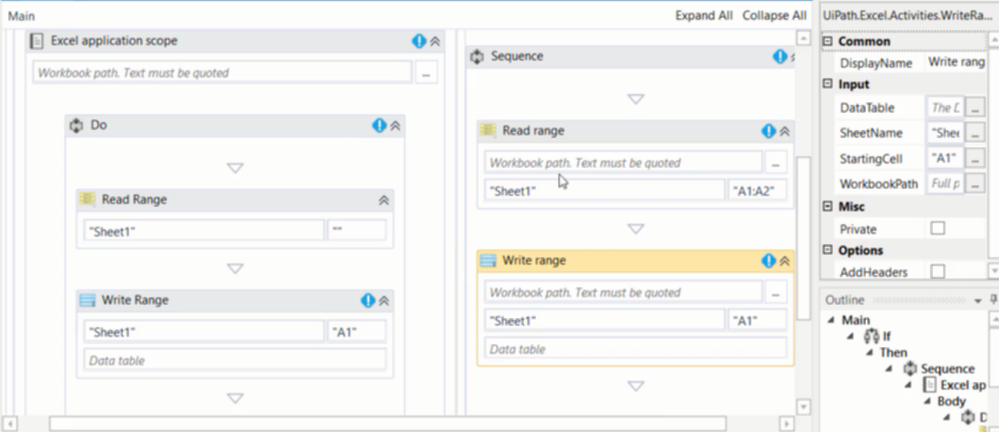 Main
Expand All Collapse All
Excel application scope
Workbook path. Text must be quoted
...
Do
Read Range
"Sheet1" ""
Write Range
"Sheet1" "A1"
Data table
Sequence
Read range
Workbook path. Text must be quoted
...
"Sheet1" "A1:A2"
Write range
Workbook path. Text must be quoted
...
"Sheet1" "A1"
Data table
UiPath.Excel.Activities.WriteRa...
Common
DisplayName Write rang
Input
DataTable The D ...
SheetName "Shee ...
StartingCell "A1" ...
WorkbookPath Full p ...
Misc
Private
Options
AddHeaders
Outline
Main
If
Then
Sequence
Excel ap
Body
D